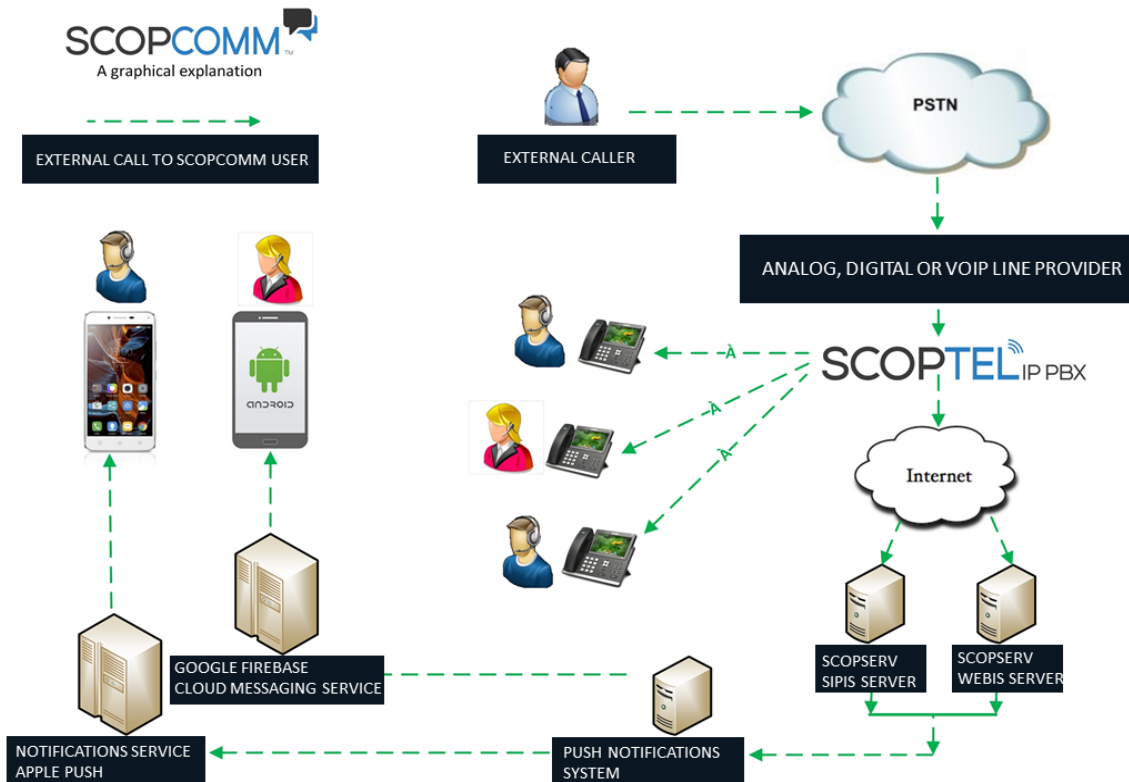 SCOPCOMM
TM
A graphical explanation
EXTERNAL CALL TO SCOPCOMM USER
EXTERNAL CALLER
PSTN
ANALOG, DIGITAL OR VOIP LINE PROVIDER
SCOPTEL IP PBX
À
À
À
Internet
ANDROID
SCOPSERV
SIPIS SERVER
SCOPSERV
WEBIS SERVER
GOOGLE FIREBASE
CLOUD MESSAGING SERVICE
PUSH NOTIFICATIONS
SYSTEM
NOTIFICATIONS SERVICE
APPLE PUSH